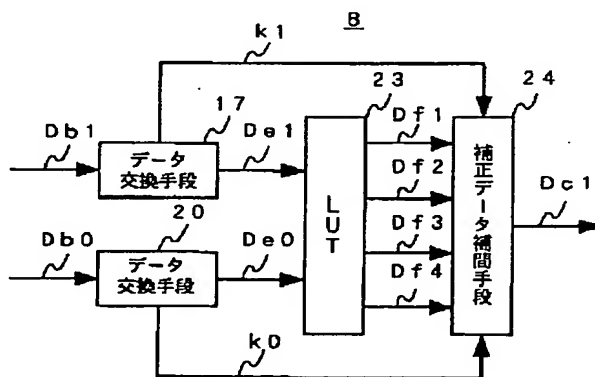 B
k1
17
23
24
Db1
データ
交換手段
De1
Df1
Df2
Df3
Df4
LUT
補正データ補間手段
Dc1
20
Db0
データ
交換手段
De0
k0